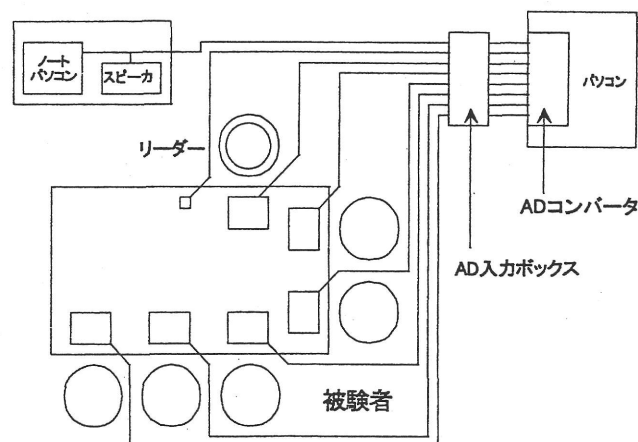 ノート
パソコン
スピーカ
パソコン
リーダー
ADコンバータ
AD入力ボックス
被験者